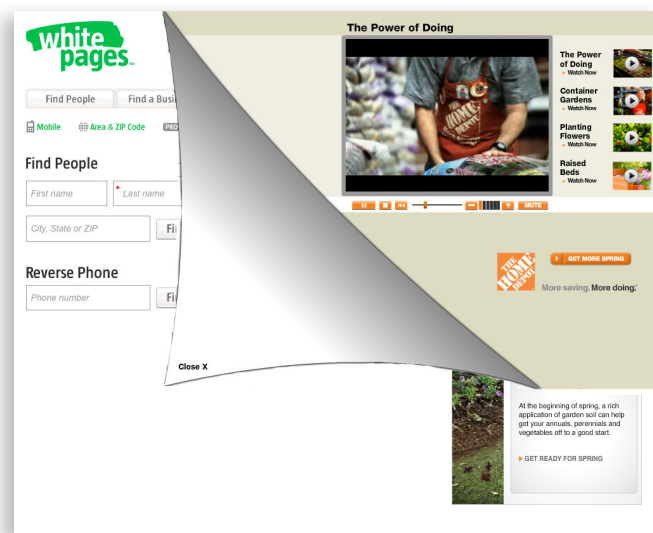 white
pages
Find People
Find a Busi
Mobile
Area & ZIP Code
PRO
Find People
First name
* Last name
City, State or ZIP
Fi
Reverse Phone
Phone number
Fi
Close X
The Power of Doing
THE HOME DEPOT
The Power
of Doing
Watch Now
Container
Gardens
Watch Now
Planting
Flowers
Watch Now
Raised
Beds
Watch Now
MUTE
THE
HOME
DEPOT
GET MORE SPRING
More saving. More doing.
At the beginning of spring, a rich
application of garden soil can help
get your annuals, perennials and
vegetables off to a good start.
GET READY FOR SPRING